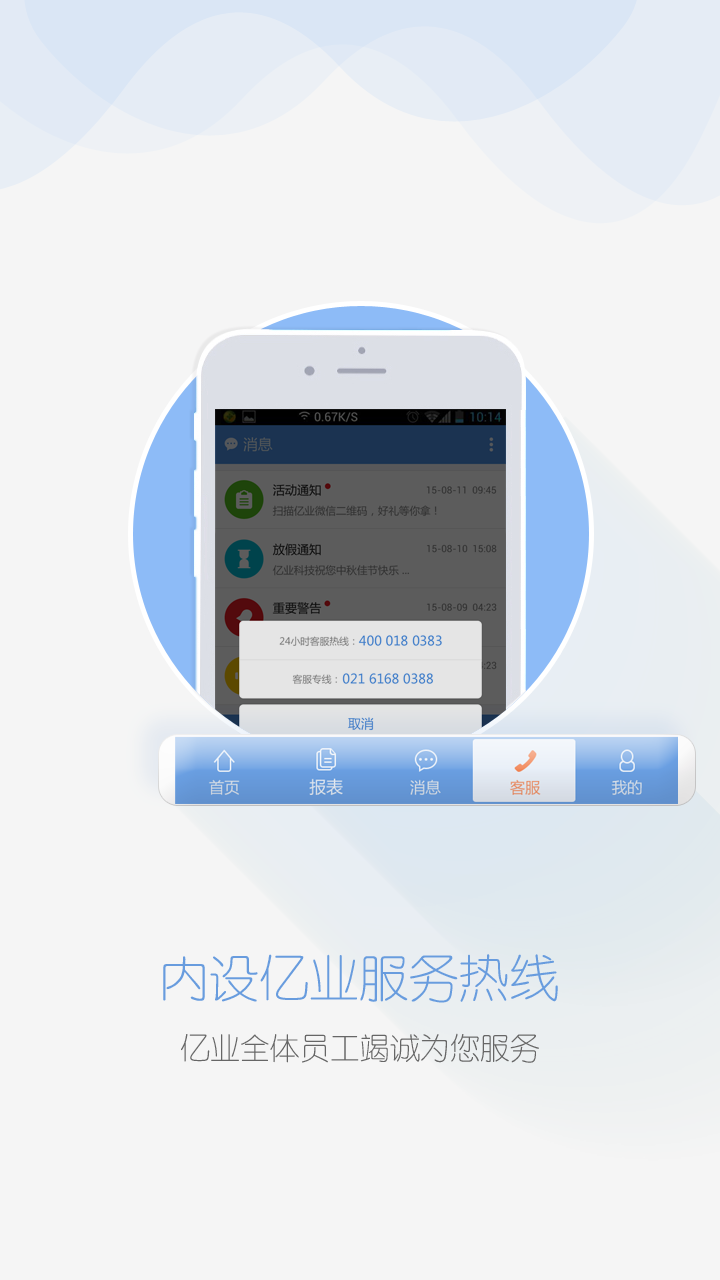 0.67K/S 10:14
消息
活动通知 15-08-11 09:45
扫描亿业微信二维码，好礼等你拿！
放假通知 15-08-10 15:08
亿业科技祝您中秋佳节快乐 ...
重要警告 15-08-09 04:23
24小时客服热线：400 018 0383
:23
客服专线：021 6168 0388
取消
首页 报表 消息 客服 我的
内设亿业服务热线
亿业全体员工竭诚为您服务